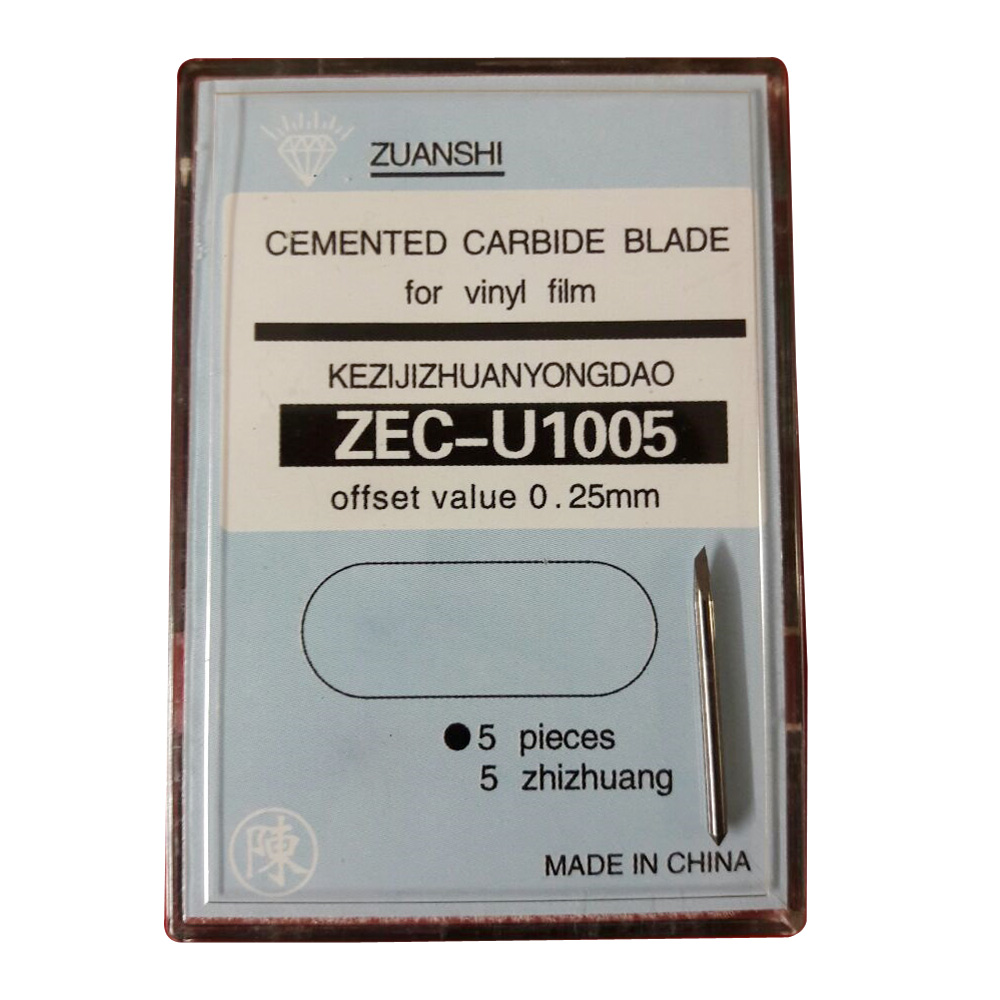 ZUANSHI
CEMENTED CARBIDE BLADE
for vinyl film
KEZIJIZHUANYONGDAO
ZEC-U1005
offset value 0.25mm
5 pieces
5 zhizhuang
陳
MADE IN CHINA